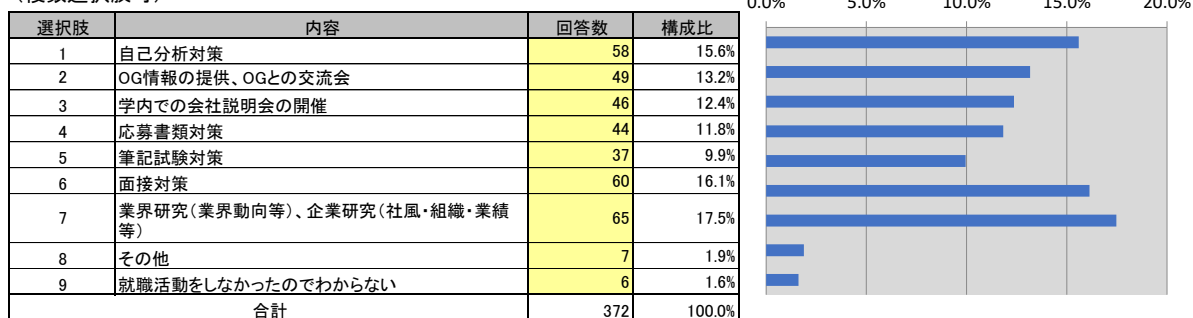 0.0% 5.0% 10.0% 15.0% 20.0%
選択肢 内容 回答数 構成比
1 自己分析対策 58 15.6%
2 OG情報の提供、OGとの交流会 49 13.2%
3 学内での会社説明会の開催 46 12.4%
4 応募書類対策 44 11.8%
5 筆記試験対策 37 9.9%
6 面接対策 60 16.1%
7 業界研究(業界動向等)、企業研究(社風・組織・業績
等) 65 17.5%
8 その他 7 1.9%
9 就職活動をしなかったのでわからない 6 1.6%
合計 372 100.0%